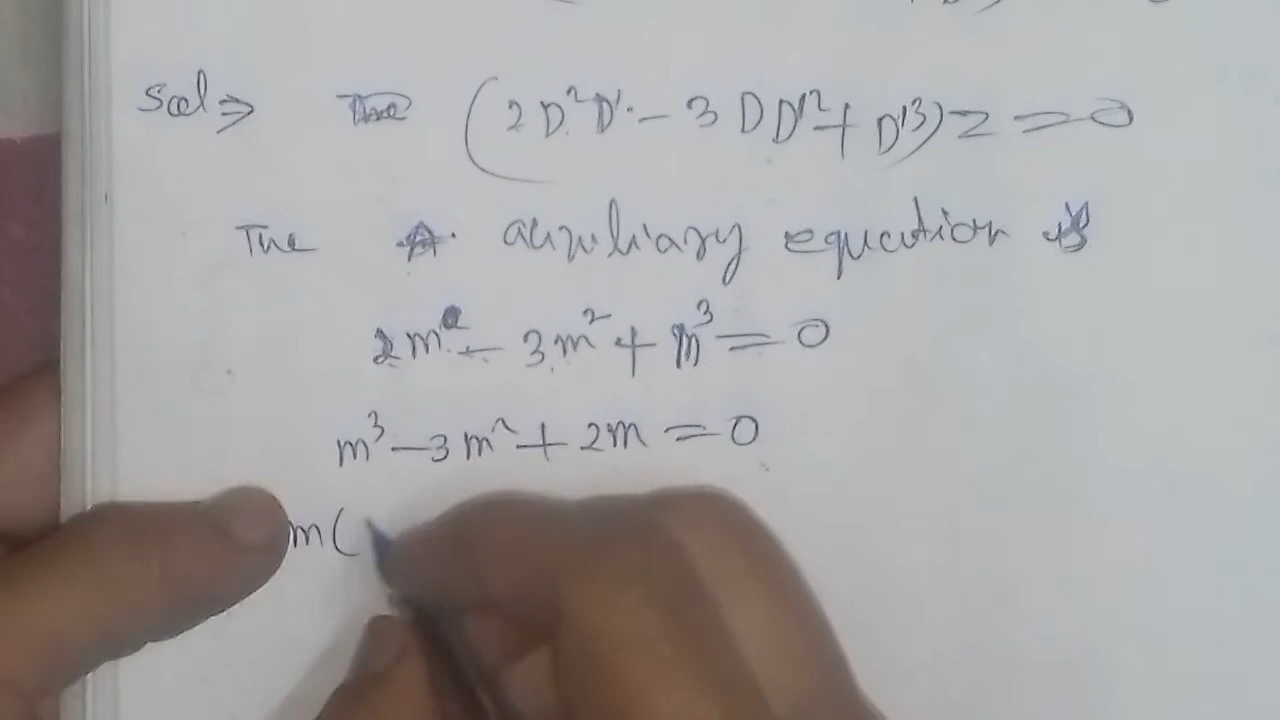 Sol ⇒ (2D²D' - 3DD'² + D'³)z = 0
The auxiliary equation is
2m - 3m² + m³ = 0
m³ - 3m² + 2m = 0
m(